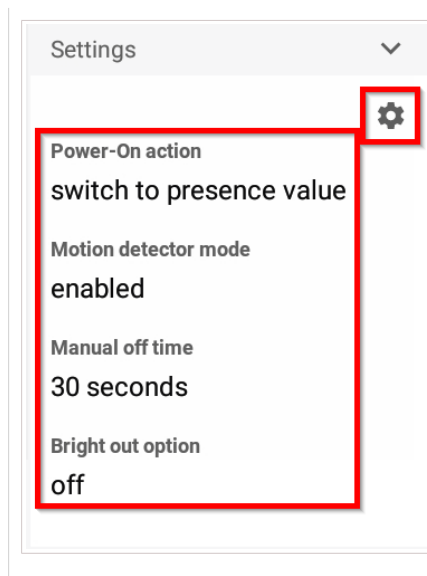 Settings
Power-On action
switch to presence value
Motion detector mode
enabled
Manual off time
30 seconds
Bright out option
off